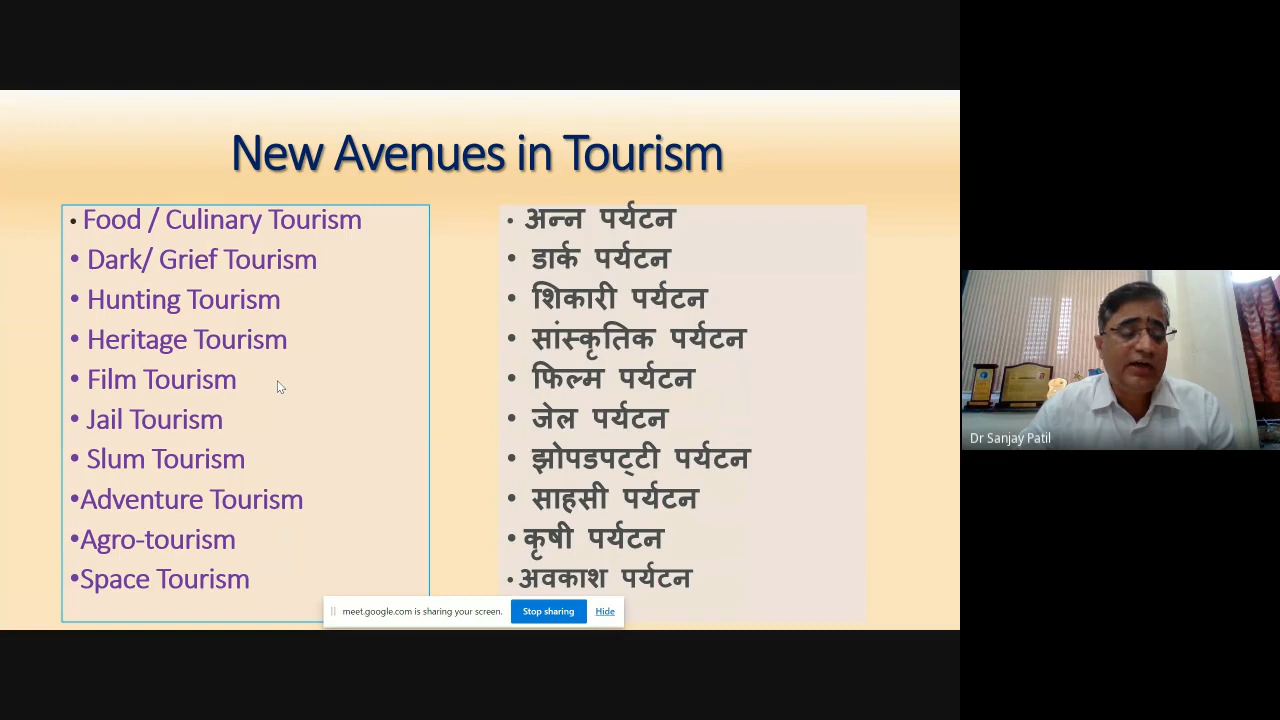 New Avenues in Tourism
• Food / Culinary Tourism
• Dark/ Grief Tourism
• Hunting Tourism
• Heritage Tourism
• Film Tourism
• Jail Tourism
• Slum Tourism
•Adventure Tourism
•Agro-tourism
•Space Tourism
• अन्न पर्यटन
• डार्क पर्यटन
• शिकारी पर्यटन
• सांस्कृतिक पर्यटन
• फिल्म पर्यटन
• जेल पर्यटन
• झोपडपट्टी पर्यटन
• साहसी पर्यटन
• कृषी पर्यटन
• अवकाश पर्यटन
meet.google.com is sharing your screen. Stop sharing Hide
Dr Sanjay Patil